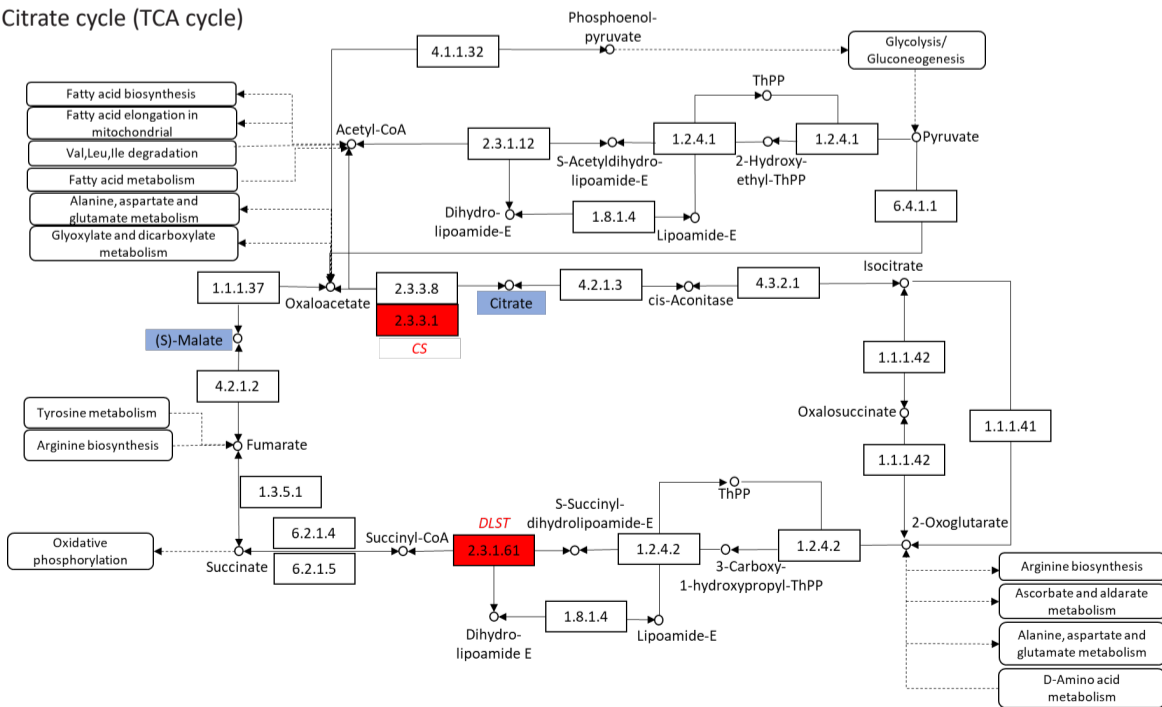 Citrate cycle (TCA cycle)
Phosphoenol-
pyruvate
4.1.1.32
Glycolysis/
Gluconeogenesis
Fatty acid biosynthesis
Fatty acid elongation in
mitochondrial
Val,Leu,Ile degradation
Fatty acid metabolism
Alanine, aspartate and
glutamate metabolism
Glyoxylate and dicarboxylate
metabolism
Acetyl-CoA
2.3.1.12
S-Acetyldihydro-
lipoamide-E
1.2.4.1
ThPP
2-Hydroxy-
ethyl-ThPP
1.2.4.1
Pyruvate
Dihydro-
lipoamide-E
1.8.1.4
Lipoamide-E
6.4.1.1
1.1.1.37
Oxaloacetate
2.3.3.8
2.3.3.1
CS
Citrate
4.2.1.3
cis-Aconitase
4.3.2.1
Isocitrate
(S)-Malate
4.2.1.2
1.1.1.42
Oxalosuccinate
1.1.1.41
1.1.1.42
Tyrosine metabolism
Arginine biosynthesis
Fumarate
1.3.5.1
Oxidative
phosphorylation
Succinate
6.2.1.4
6.2.1.5
Succinyl-CoA
DLST
2.3.1.61
S-Succinyl-
dihydrolipoamide-E
1.2.4.2
ThPP
3-Carboxy-
1-hydroxypropyl-ThPP
1.2.4.2
2-Oxoglutarate
Dihydro-
lipoamide E
1.8.1.4
Lipoamide-E
Arginine biosynthesis
Ascorbate and aldarate
metabolism
Alanine, aspartate and
glutamate metabolism
D-Amino acid
metabolism